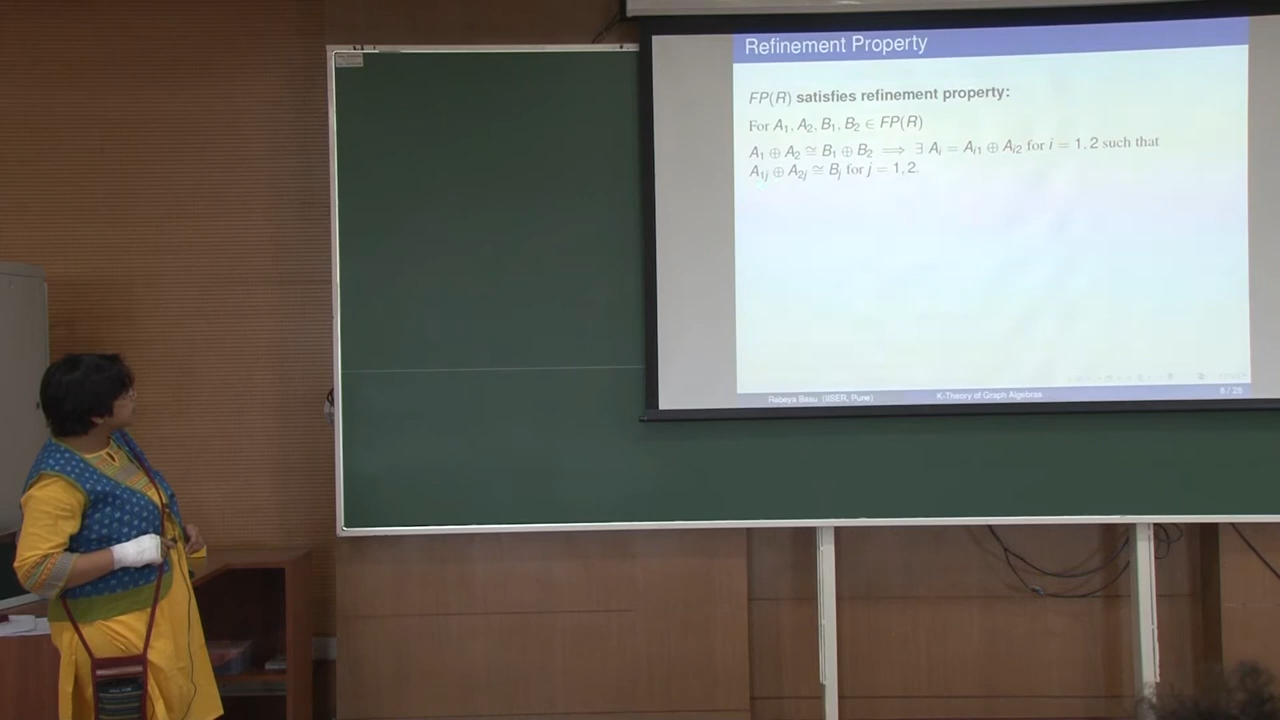 Refinement Property
FP(R) satisfies refinement property:
For A₁, A₂, B₁, B₂ ∈ FP(R)
A₁ ⊕ A₂ ≅ B₁ ⊕ B₂ ⟹ ∃ Aᵢ = Aᵢ₁ ⊕ Aᵢ₂ for i = 1, 2 such that
A₁ⱼ ⊕ A₂ⱼ ≅ Bⱼ for j = 1, 2.
Rabeya Basu (IISER, Pune) K-Theory of Graph Algebras 8 / 26